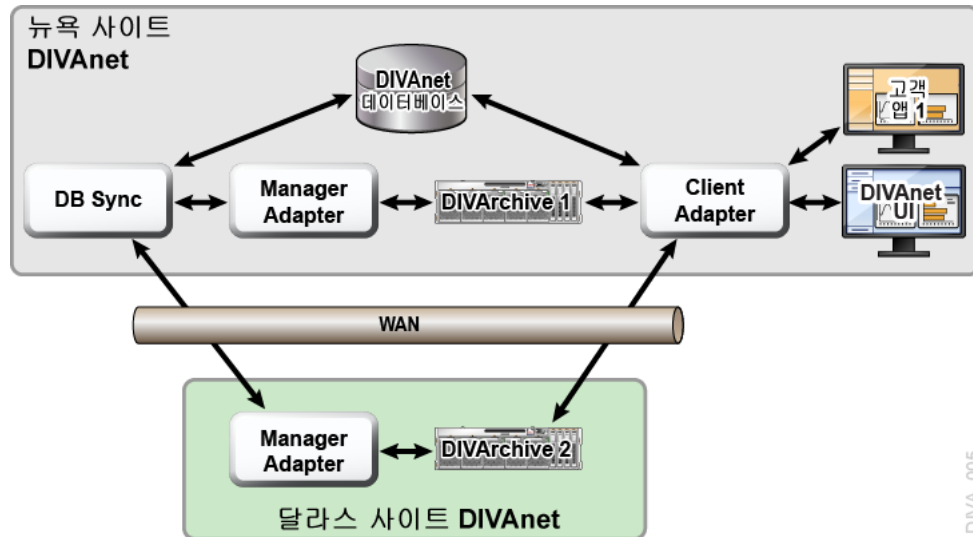 뉴욕 사이트
DIVAnet
DIVAnet
데이터베이스
고객
앱 1
DB Sync
Manager
Adapter
DIVArchive 1
Client
Adapter
DIVAnet
UI
WAN
Manager
Adapter
DIVArchive 2
달라스 사이트 DIVAnet
DIVA_005